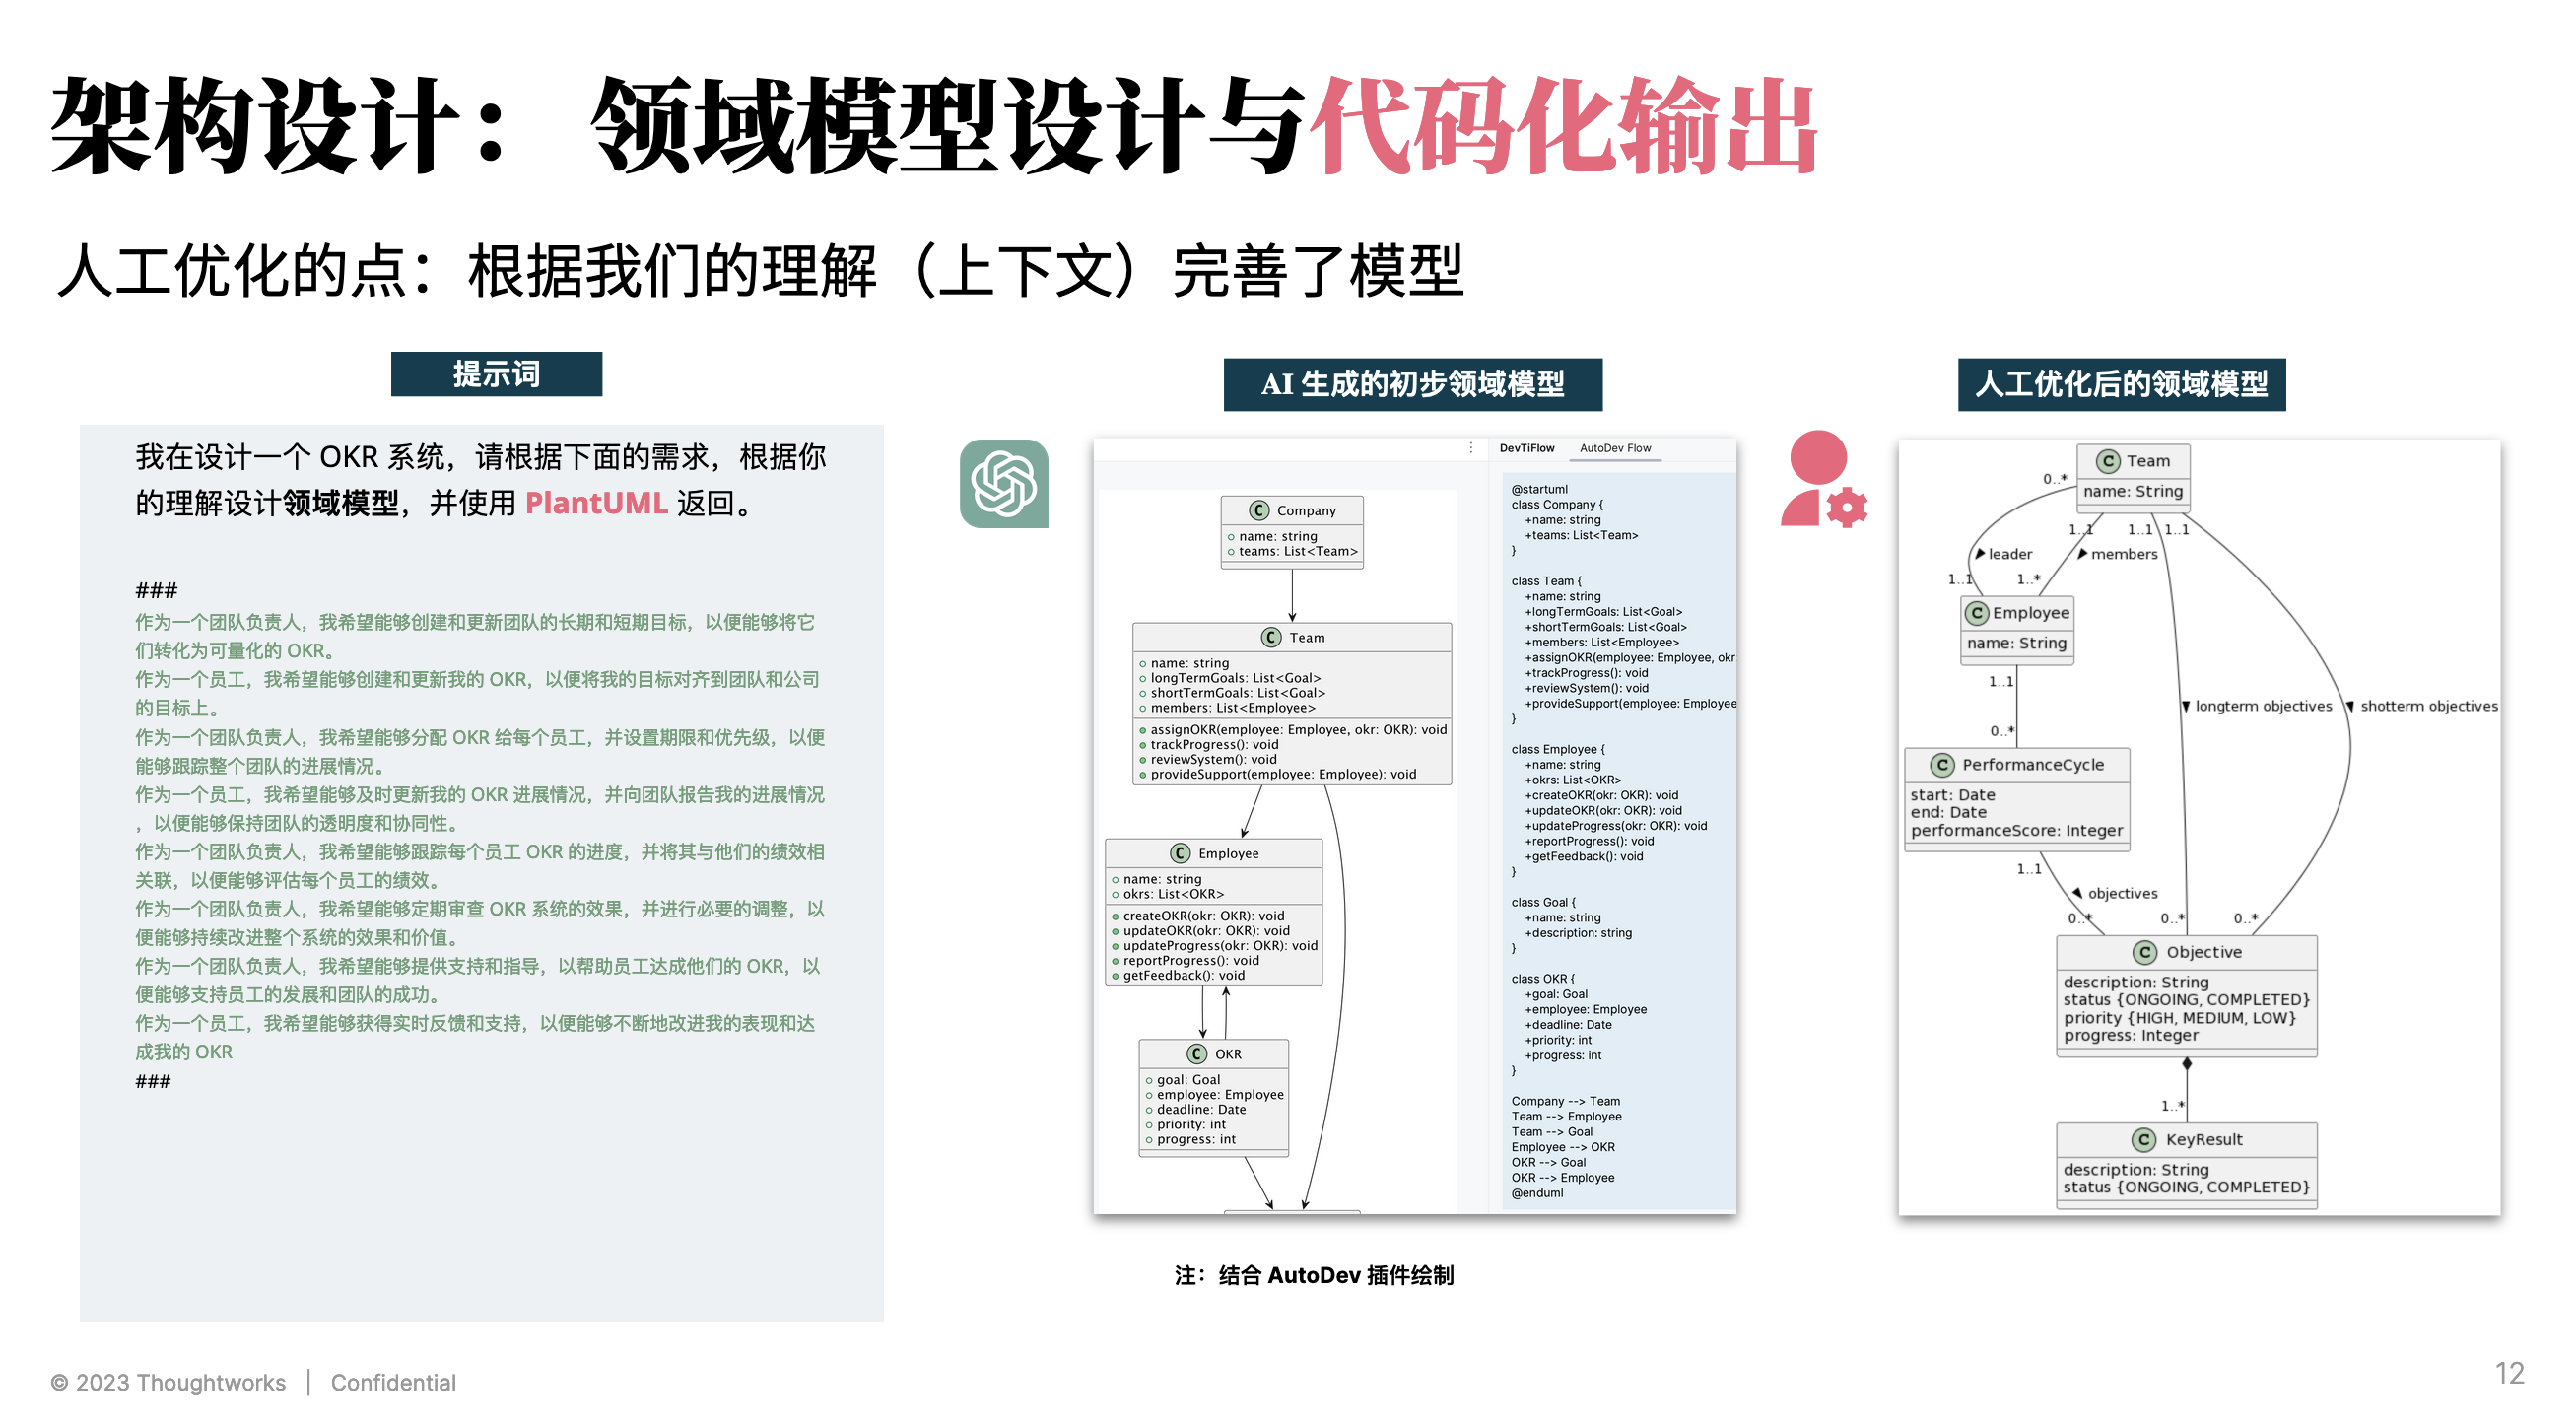 架构设计： 领域模型设计与代码化输出
人工优化的点：根据我们的理解（上下文）完善了模型
提示词
我在设计一个 OKR 系统，请根据下面的需求，根据你
的理解设计领域模型，并使用 PlantUML 返回。
###
作为一个团队负责人，我希望能够创建和更新团队的长期和短期目标，以便能够将它
们转化为可量化的 OKR。
作为一个员工，我希望能够创建和更新我的 OKR，以便将我的目标对齐到团队和公司
的目标上。
作为一个团队负责人，我希望能够分配 OKR 给每个员工，并设置期限和优先级，以便
能够跟踪整个团队的进展情况。
作为一个员工，我希望能够及时更新我的 OKR 进展情况，并向团队报告我的进展情况
，以便能够保持团队的透明度和协同性。
作为一个团队负责人，我希望能够跟踪每个员工 OKR 的进度，并将其与他们的绩效相
关联，以便能够评估每个员工的绩效。
作为一个团队负责人，我希望能够定期审查 OKR 系统的效果，并进行必要的调整，以
便能够持续改进整个系统的效果和价值。
作为一个团队负责人，我希望能够提供支持和指导，以帮助员工达成他们的 OKR，以
便能够支持员工的发展和团队的成功。
作为一个员工，我希望能够获得实时反馈和支持，以便能够不断地改进我的表现和达
成我的 OKR
###
AI 生成的初步领域模型
C Company
name: string
teams: List<Team>
C Team
name: string
longTermGoals: List<Goal>
shortTermGoals: List<Goal>
members: List<Employee>
assignOKR(employee: Employee, okr: OKR): void
trackProgress(): void
reviewSystem(): void
provideSupport(employee: Employee): void
C Employee
name: string
okrs: List<OKR>
createOKR(okr: OKR): void
updateOKR(okr: OKR): void
updateProgress(okr: OKR): void
reportProgress(): void
getFeedback(): void
C OKR
goal: Goal
employee: Employee
deadline: Date
priority: int
progress: int
DevTiFlow AutoDev Flow
@startuml
class Company {
+name: string
+teams: List<Team>
}
class Team {
+name: string
+longTermGoals: List<Goal>
+shortTermGoals: List<Goal>
+members: List<Employee>
+assignOKR(employee: Employee, okr
+trackProgress(): void
+reviewSystem(): void
+provideSupport(employee: Employee
}
class Employee {
+name: string
+okrs: List<OKR>
+createOKR(okr: OKR): void
+updateOKR(okr: OKR): void
+updateProgress(okr: OKR): void
+reportProgress(): void
+getFeedback(): void
}
class Goal {
+name: string
+description: string
}
class OKR {
+goal: Goal
+employee: Employee
+deadline: Date
+priority: int
+progress: int
}
Company --> Team
Team --> Employee
Team --> Goal
Employee --> OKR
OKR --> Goal
OKR --> Employee
@enduml
注：结合 AutoDev 插件绘制
人工优化后的领域模型
C Team
name: String
0..*
1..1 1..1 1..1
leader members
1..1 1..*
C Employee
name: String
1..1
longterm objectives shotterm objectives
0..*
C PerformanceCycle
start: Date
end: Date
performanceScore: Integer
1..1
objectives
0..* 0..* 0..*
C Objective
description: String
status {ONGOING, COMPLETED}
priority {HIGH, MEDIUM, LOW}
progress: Integer
1..*
C KeyResult
description: String
status {ONGOING, COMPLETED}
© 2023 Thoughtworks | Confidential
12